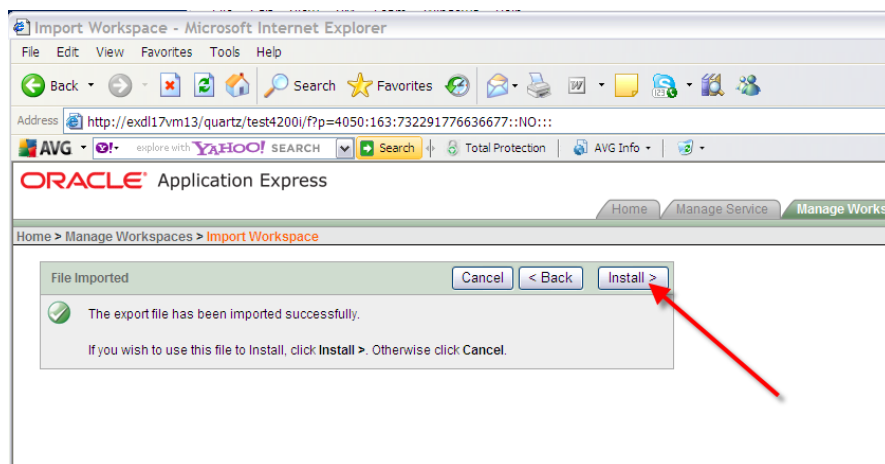 Import Workspace - Microsoft Internet Explorer
File Edit View Favorites Tools Help
Back Search Favorites
Address http://exdl17vm13/quartz/test4200i/f?p=4050:163:732291776636677::NO:::
AVG explore with YAHOO! SEARCH Search Total Protection AVG Info
ORACLE Application Express
Home Manage Service Manage Works
Home > Manage Workspaces > Import Workspace
File Imported Cancel < Back Install >
The export file has been imported successfully.
If you wish to use this file to Install, click Install >. Otherwise click Cancel.